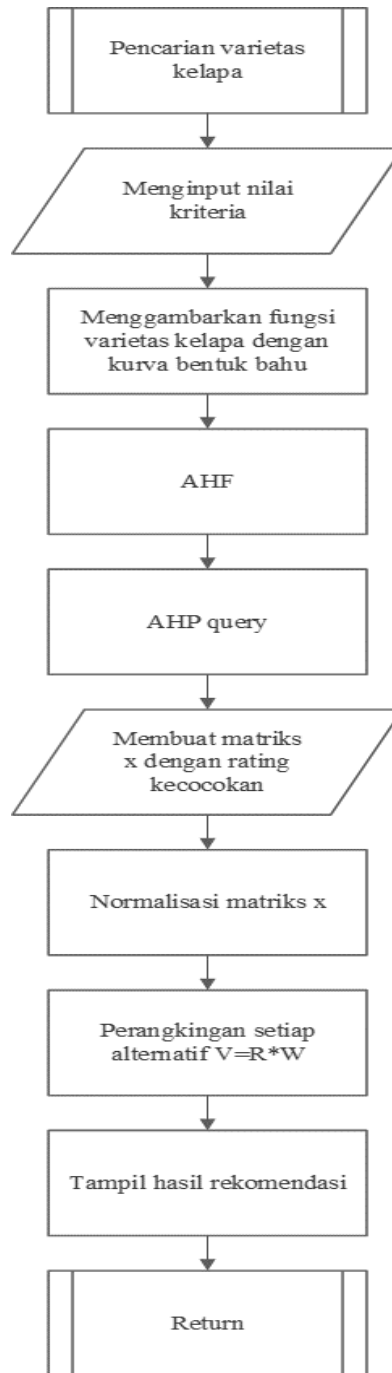 Pencarian varietas
kelapa
Menginput nilai
kriteria
Menggambarkan fungsi
varietas kelapa dengan
kurva bentuk bahu
AHF
AHP query
Membuat matriks
x dengan rating
kecocokan
Normalisasi matriks x
Perangkingan setiap
alternatif V=R*W
Tampil hasil rekomendasi
Return